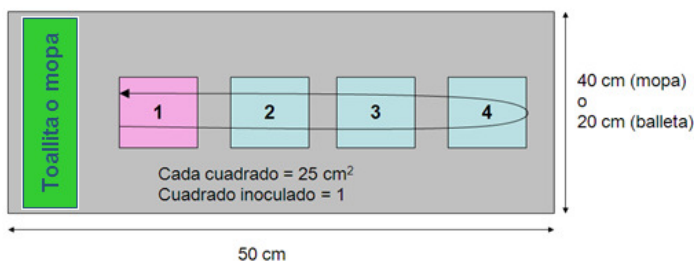 Toallita o mopa
1
2
3
4
Cada cuadrado = 25 cm²
Cuadrado inoculado = 1
40 cm (mopa)
o
20 cm (balleta)
50 cm